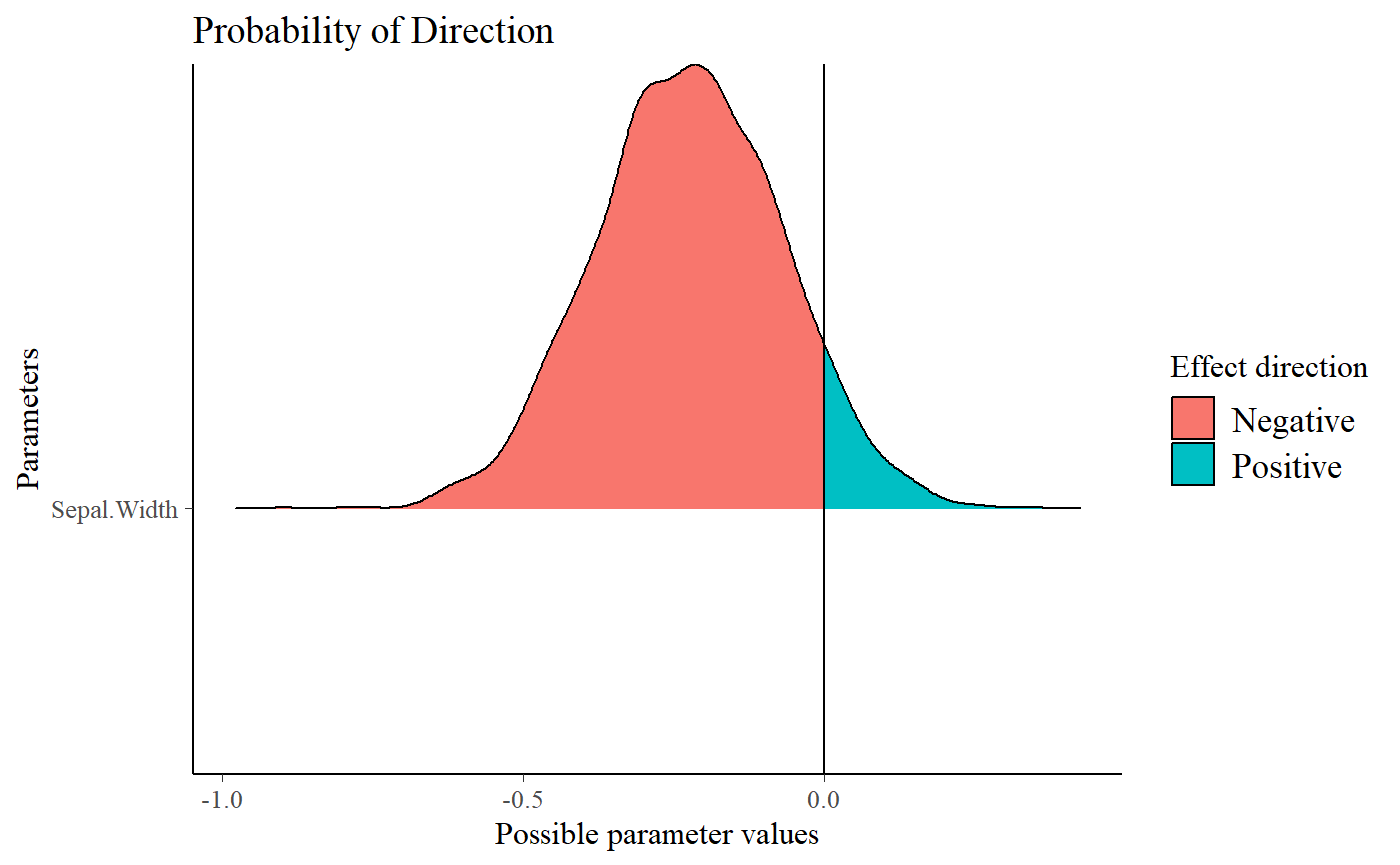 Probability of Direction
Parameters
Sepal.Width
-1.0
-0.5
0.0
Possible parameter values
Effect direction
Negative
Positive